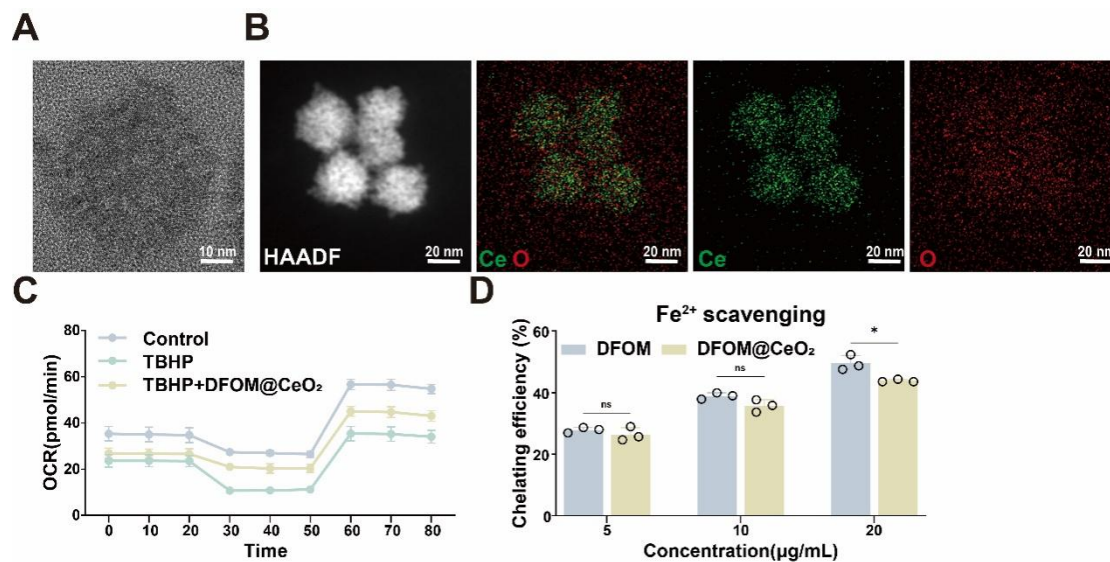 A
10 nm
B
HAADF
20 nm
Ce O
20 nm
Ce
20 nm
O
20 nm
C
80
60
40
20
0
OCR(pmol/min)
Control
TBHP
TBHP+DFOM@CeO₂
0 10 20 30 40 50 60 70 80
Time
D
Fe²⁺ scavenging
60
40
20
0
Chelating efficiency (%)
DFOM
DFOM@CeO₂
ns
ns
*
5 10 20
Concentration(μg/mL)